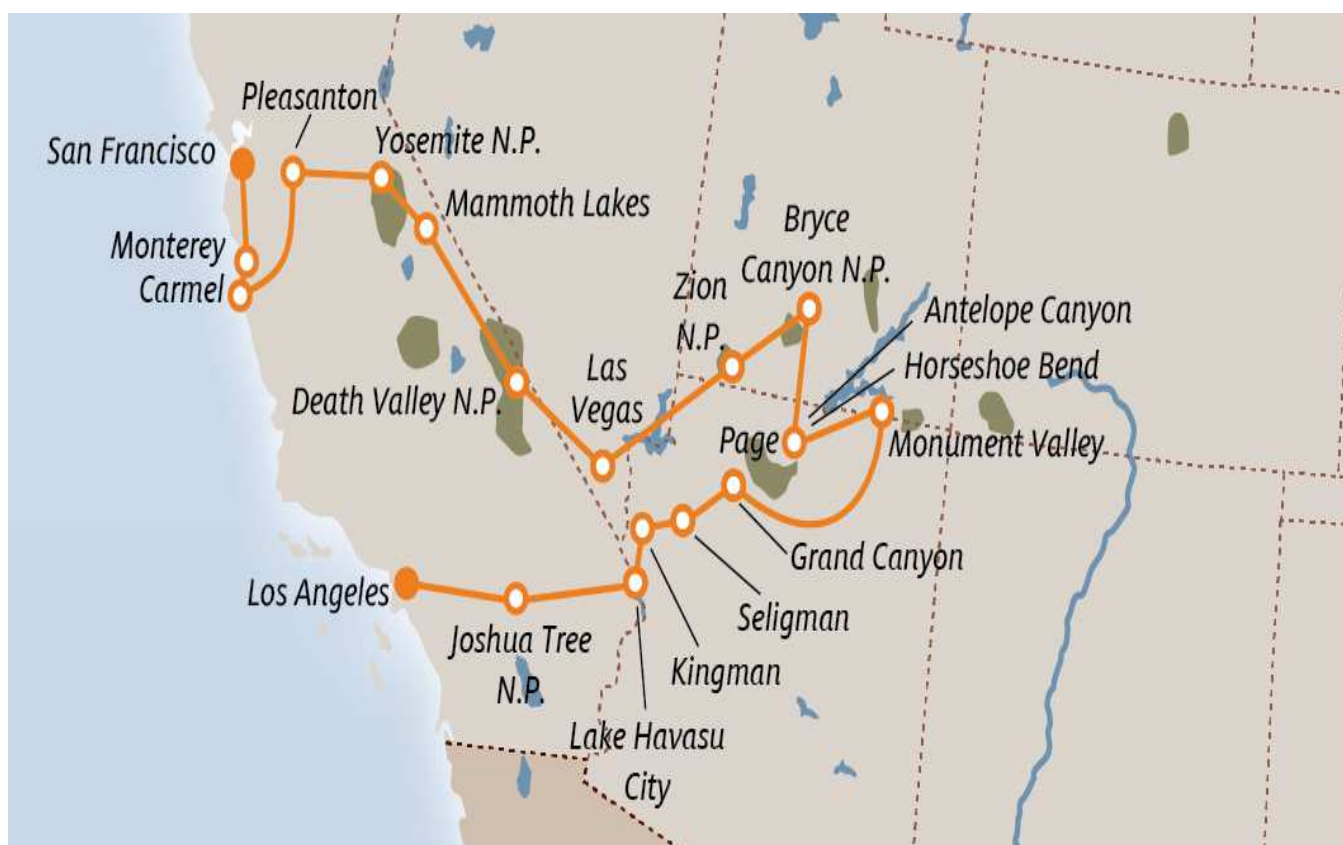 Pleasanton
San Francisco
Yosemite N.P.
Mammoth Lakes
Monterey
Carmel
Bryce
Canyon N.P.
Zion
N.P.
Antelope Canyon
Horseshoe Bend
Las
Vegas
Death Valley N.P.
Page
Monument Valley
Grand Canyon
Los Angeles
Seligman
Joshua Tree
N.P.
Kingman
Lake Havasu
City